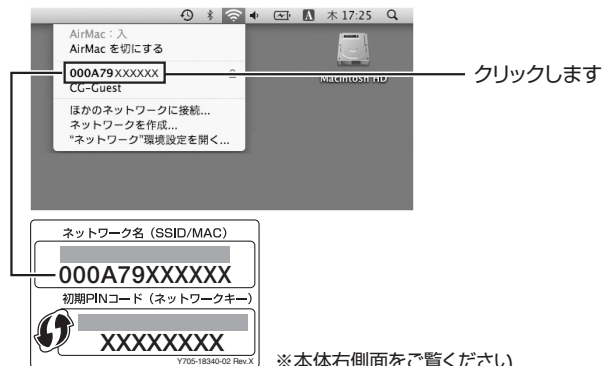 木 17:25
AirMac：入
AirMac を切にする
000A79XXXXXX
CG-Guest
ほかのネットワークに接続...
ネットワークを作成...
“ネットワーク”環境設定を開く...
Macintosh HD
クリックします
ネットワーク名（SSID/MAC）
000A79XXXXXX
初期PINコード（ネットワークキー）
XXXXXXXX
Y705-18340-02 Rev.X
※本体右側面をご覧ください